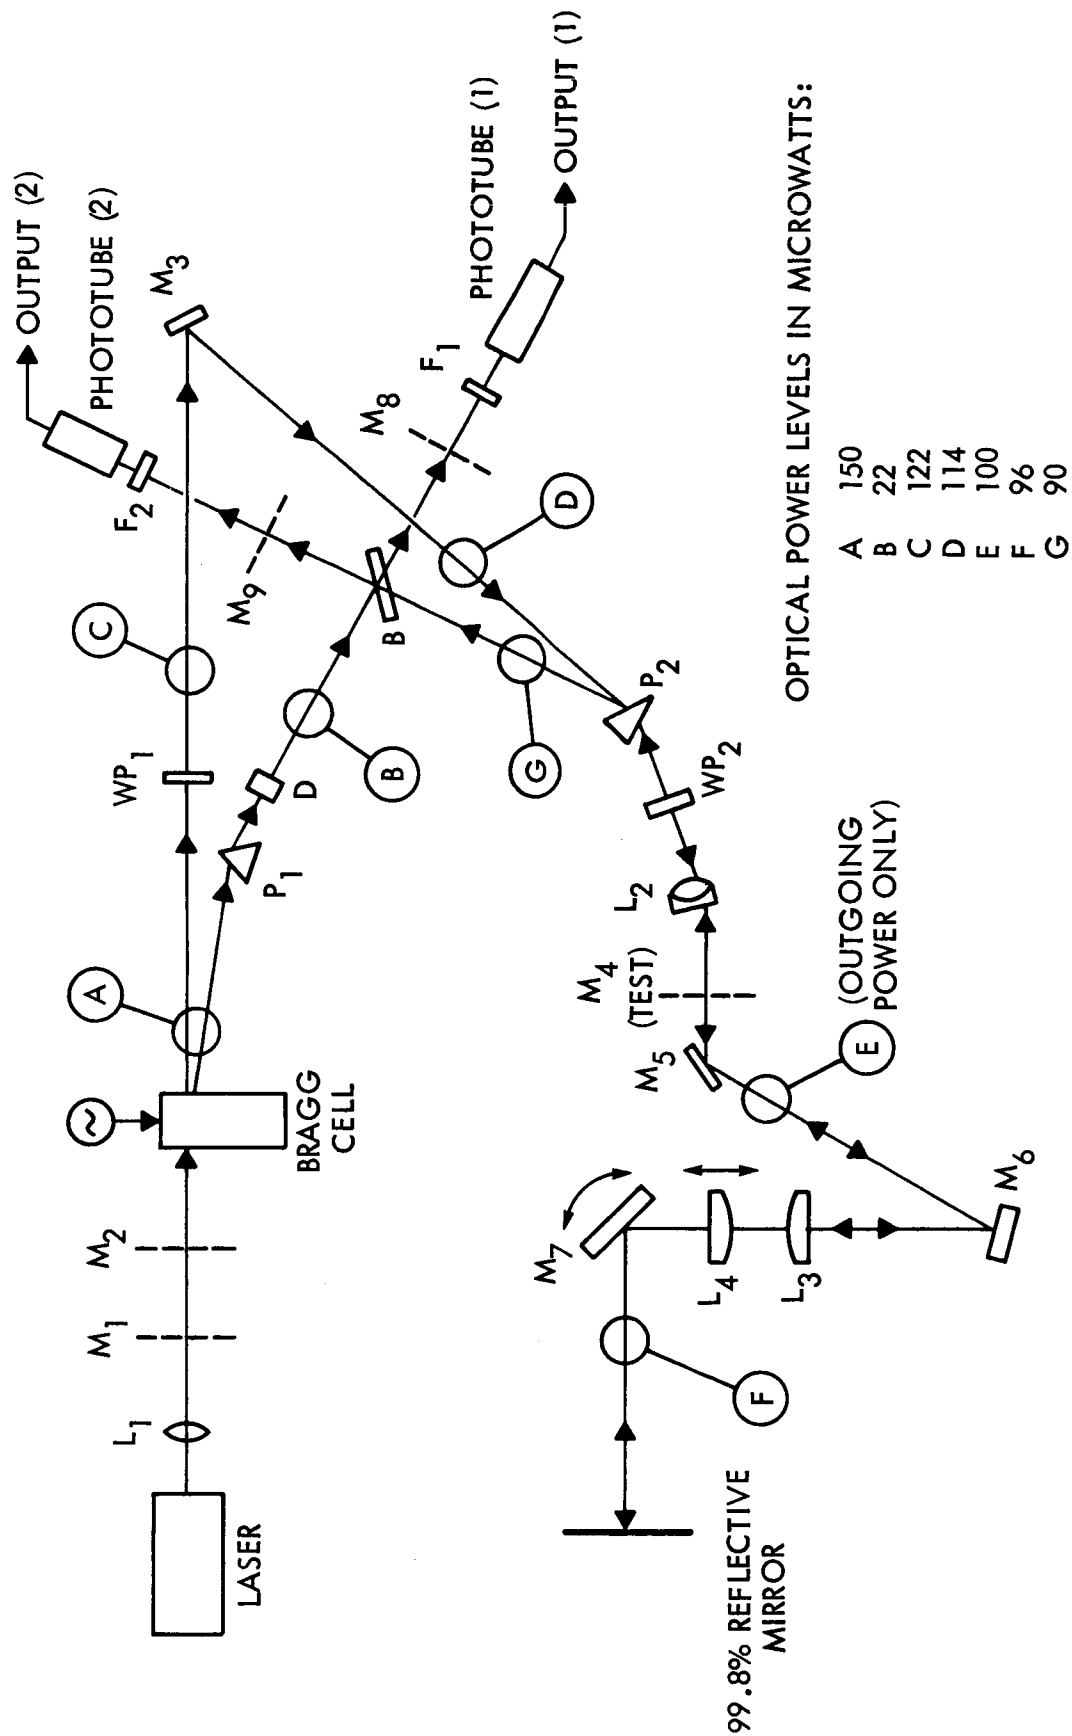 LASER
L1
M1
M2
BRAGG
CELL
~
A
WP1
C
P1
D
B
B
M9
F2
PHOTOTUBE (2)
OUTPUT (2)
M3
M8
F1
PHOTOTUBE (1)
OUTPUT (1)
D
G
P2
WP2
L2
M4
(TEST)
M5
E
(OUTGOING
POWER ONLY)
M6
M7
L4
L3
F
99.8% REFLECTIVE
MIRROR
OPTICAL POWER LEVELS IN MICROWATTS:
A 150
B 22
C 122
D 114
E 100
F 96
G 90